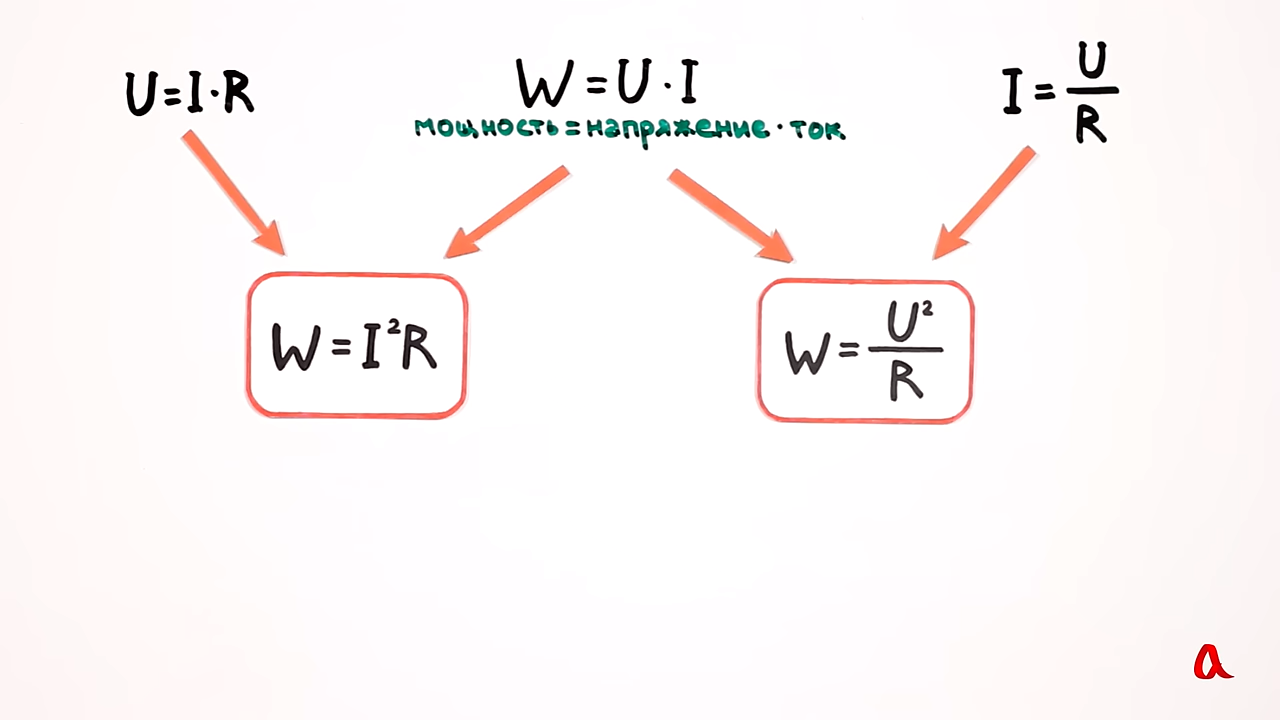 U=I·R
W=U·I
мощность=напряжение·ток
I=U/R
W=I²R
W=U²/R
a